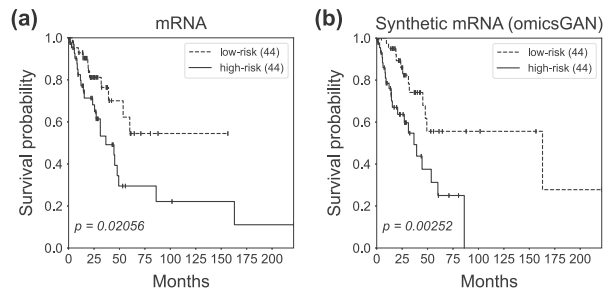 (a)
mRNA
low-risk (44)
high-risk (44)
Survival probability
1.0
0.8
0.6
0.4
0.2
0.0
p = 0.02056
0 25 50 75 100 125 150 175 200
Months
(b)
Synthetic mRNA (omicsGAN)
low-risk (44)
high-risk (44)
Survival probability
1.0
0.8
0.6
0.4
0.2
0.0
p = 0.00252
0 25 50 75 100 125 150 175 200
Months